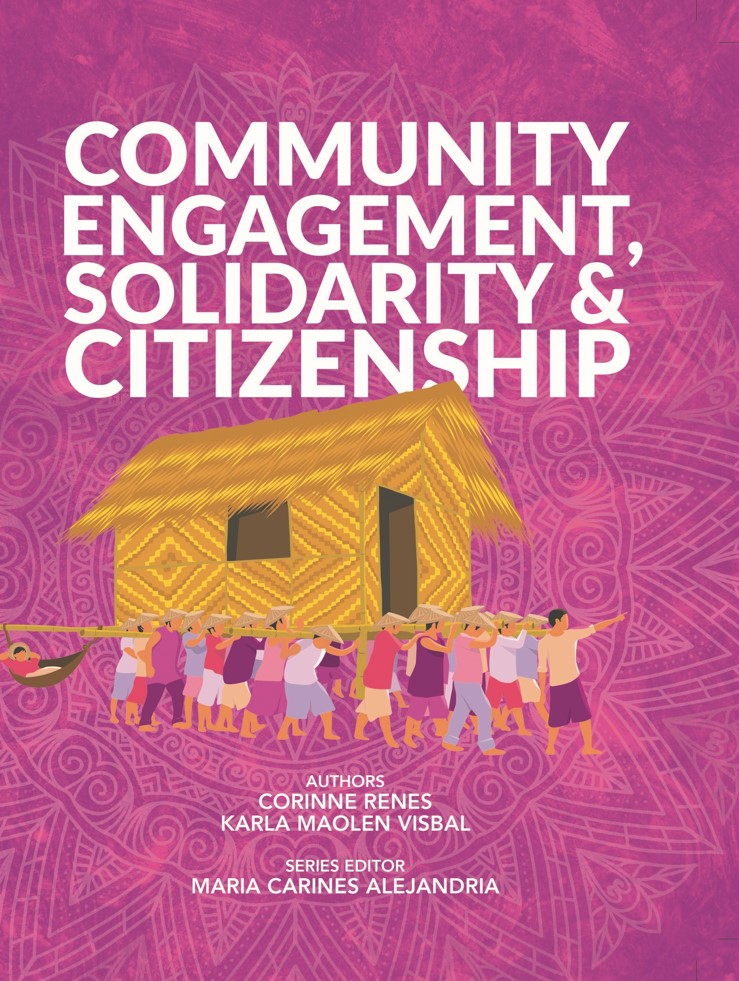 COMMUNITY
ENGAGEMENT,
SOLIDARITY &
CITIZENSHIP
AUTHORS
CORINNE RENES
KARLA MAOLEN VISBAL
SERIES EDITOR
MARIA CARINES ALEJANDRIA